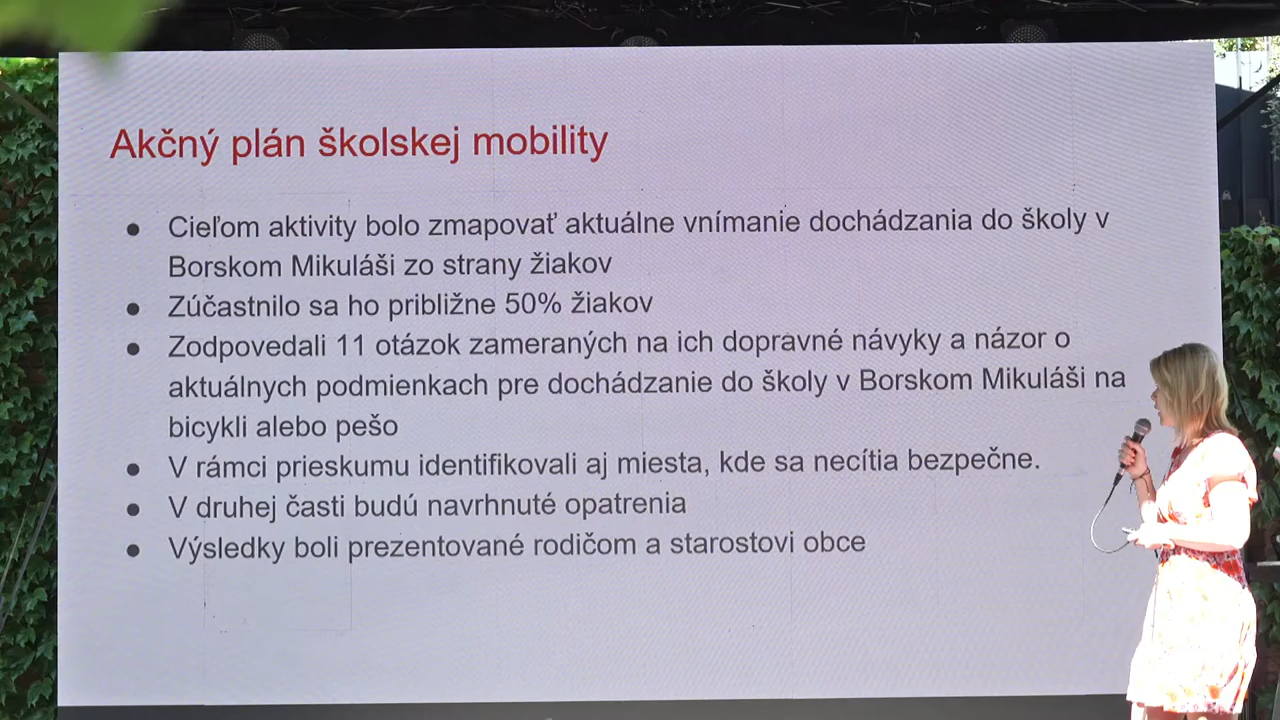 Akčný plán školskej mobility
● Cieľom aktivity bolo zmapovať aktuálne vnímanie dochádzania do školy v
Borskom Mikuláši zo strany žiakov
● Zúčastnilo sa ho približne 50% žiakov
● Zodpovedali 11 otázok zameraných na ich dopravné návyky a názor o
aktuálnych podmienkach pre dochádzanie do školy v Borskom Mikuláši na
bicykli alebo pešo
● V rámci prieskumu identifikovali aj miesta, kde sa necítia bezpečne.
● V druhej časti budú navrhnuté opatrenia
● Výsledky boli prezentované rodičom a starostovi obce